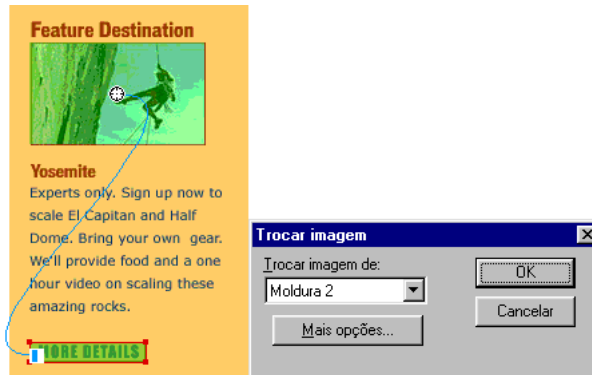 Feature Destination
Yosemite
Experts only. Sign up now to
scale El Capitan and Half
Dome. Bring your own gear.
We'll provide food and a one
hour video on scaling these
amazing rocks.
MORE DETAILS
Trocar imagem
Trocar imagem de:
Moldura 2
Mais opções...
OK
Cancelar